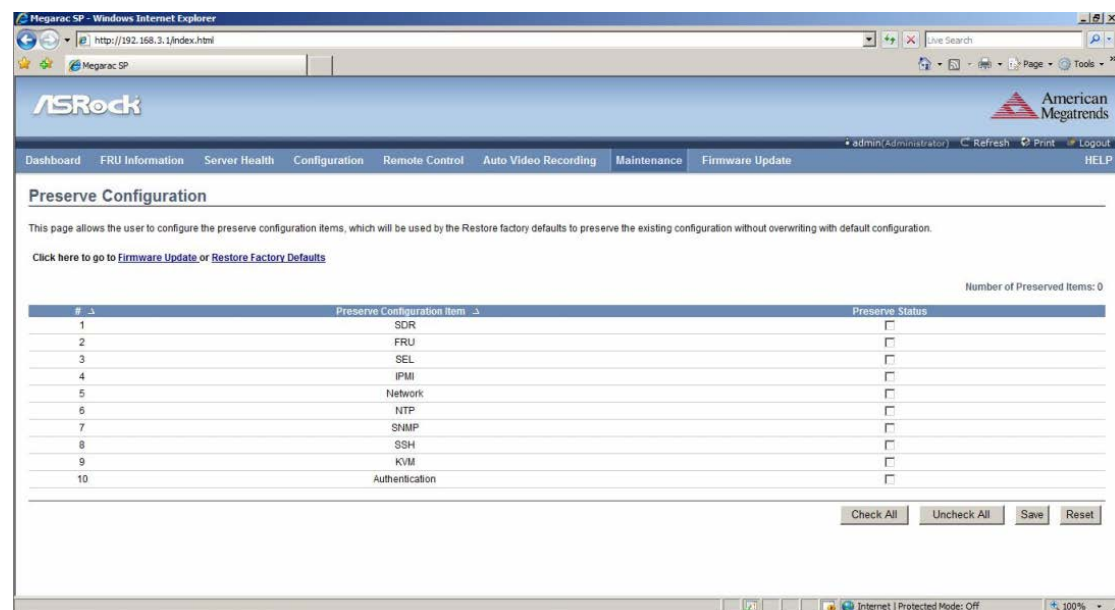 Megarac SP - Windows Internet Explorer
http://192.168.3.1/index.html
Live Search
Megarac SP
Page
Tools
ASRock
American
Megatrends
admin(Administrator) Refresh Print Logout
Dashboard FRU Information Server Health Configuration Remote Control Auto Video Recording Maintenance Firmware Update HELP
Preserve Configuration
This page allows the user to configure the preserve configuration items, which will be used by the Restore factory defaults to preserve the existing configuration without overwriting with default configuration.
Click here to go to Firmware Update or Restore Factory Defaults
Number of Preserved Items: 0
# Preserve Configuration Item Preserve Status
1 SDR
2 FRU
3 SEL
4 IPMI
5 Network
6 NTP
7 SNMP
8 SSH
9 KVM
10 Authentication
Check All Uncheck All Save Reset
Internet | Protected Mode: Off 100%